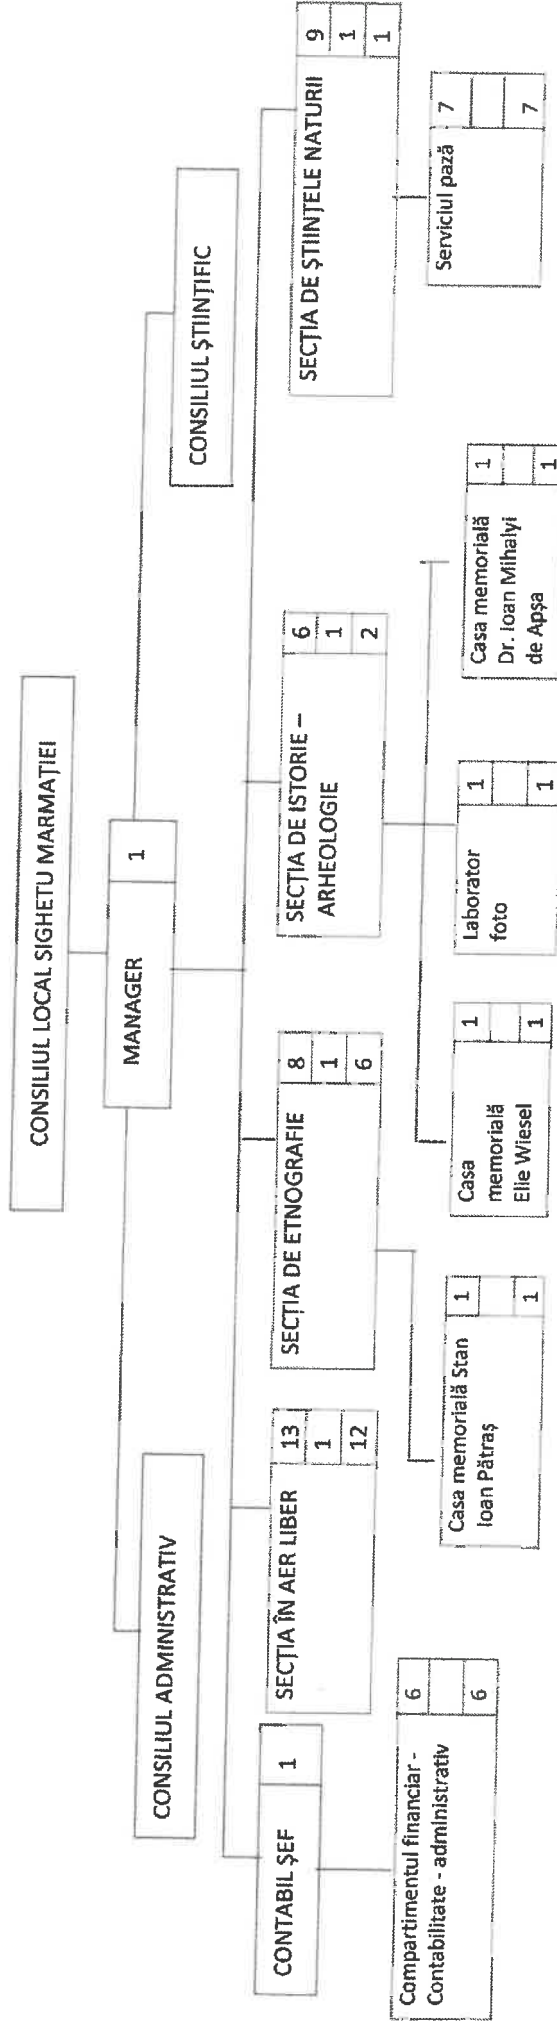 CONSILIUL LOCAL SIGHETU MARMAȚIEI
MANAGER
1
CONSILIUL ADMINISTRATIV
CONSILIUL ȘTIINȚIFIC
CONTABIL ȘEF
1
SECȚIA ÎN AER LIBER
13
1
12
SECȚIA DE ETNOGRAFIE
8
1
6
SECȚIA DE ISTORIE –
ARHEOLOGIE
6
1
2
SECȚIA DE ȘTIINȚELE NATURII
9
1
1
Compartimentul financiar -
Contabilitate - administrativ
6
6
Casa memorială Stan
Ioan Pătraș
1
1
Casa
memorială
Elie Wiesel
1
1
Laborator
foto
1
1
Casa memorială
Dr. Ioan Mihalyi
de Apșa
1
1
Serviciul pază
7
7